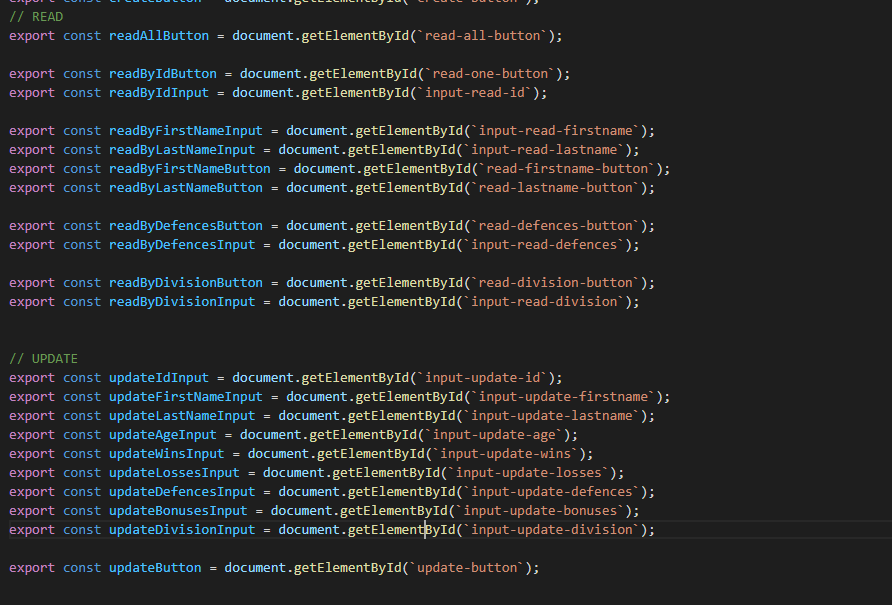 export const createButton = document.getElementById(`create-button`);
// READ
export const readAllButton = document.getElementById(`read-all-button`);
export const readByIdButton = document.getElementById(`read-one-button`);
export const readByIdInput = document.getElementById(`input-read-id`);
export const readByFirstNameInput = document.getElementById(`input-read-firstname`);
export const readByLastNameInput = document.getElementById(`input-read-lastname`);
export const readByFirstNameButton = document.getElementById(`read-firstname-button`);
export const readByLastNameButton = document.getElementById(`read-lastname-button`);
export const readByDefencesButton = document.getElementById(`read-defences-button`);
export const readByDefencesInput = document.getElementById(`input-read-defences`);
export const readByDivisionButton = document.getElementById(`read-division-button`);
export const readByDivisionInput = document.getElementById(`input-read-division`);
// UPDATE
export const updateIdInput = document.getElementById(`input-update-id`);
export const updateFirstNameInput = document.getElementById(`input-update-firstname`);
export const updateLastNameInput = document.getElementById(`input-update-lastname`);
export const updateAgeInput = document.getElementById(`input-update-age`);
export const updateWinsInput = document.getElementById(`input-update-wins`);
export const updateLossesInput = document.getElementById(`input-update-losses`);
export const updateDefencesInput = document.getElementById(`input-update-defences`);
export const updateBonusesInput = document.getElementById(`input-update-bonuses`);
export const updateDivisionInput = document.getElementById(`input-update-division`);
export const updateButton = document.getElementById(`update-button`);